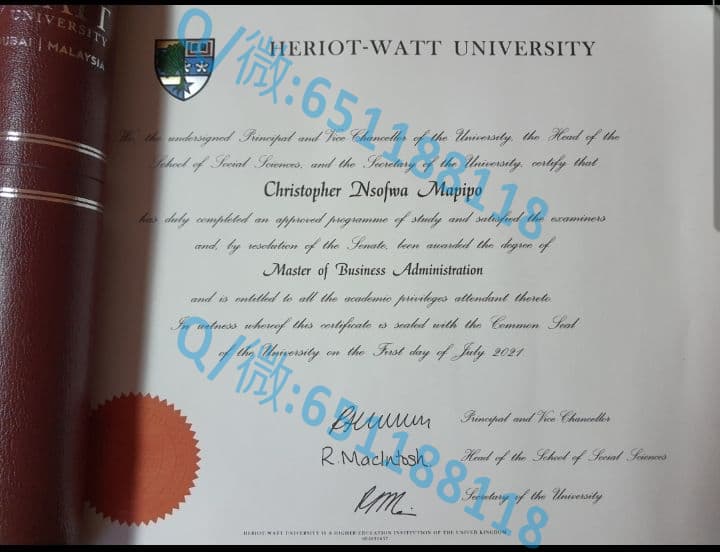 UNIVERSITY
DUBAI | MALAYSIA
HERIOT-WATT UNIVERSITY
We, the undersigned Principal and Vice Chancellor of the University, the Head of the
School of Social Sciences, and the Secretary of the University, certify that
Christopher Nsofwa Mapipo
has duly completed an approved programme of study and satisfied the examiners
and, by resolution of the Senate, been awarded the degree of
Master of Business Administration
and is entitled to all the academic privileges attendant thereto.
In witness whereof this certificate is sealed with the Common Seal
of the University on the First day of July 2021
Principal and Vice Chancellor
R. MacIntosh
Head of the School of Social Sciences
Secretary of the University
HERIOT-WATT UNIVERSITY IS A HIGHER EDUCATION INSTITUTION OF THE UNITED KINGDOM
Q/微:651188118
Q/微:651188118